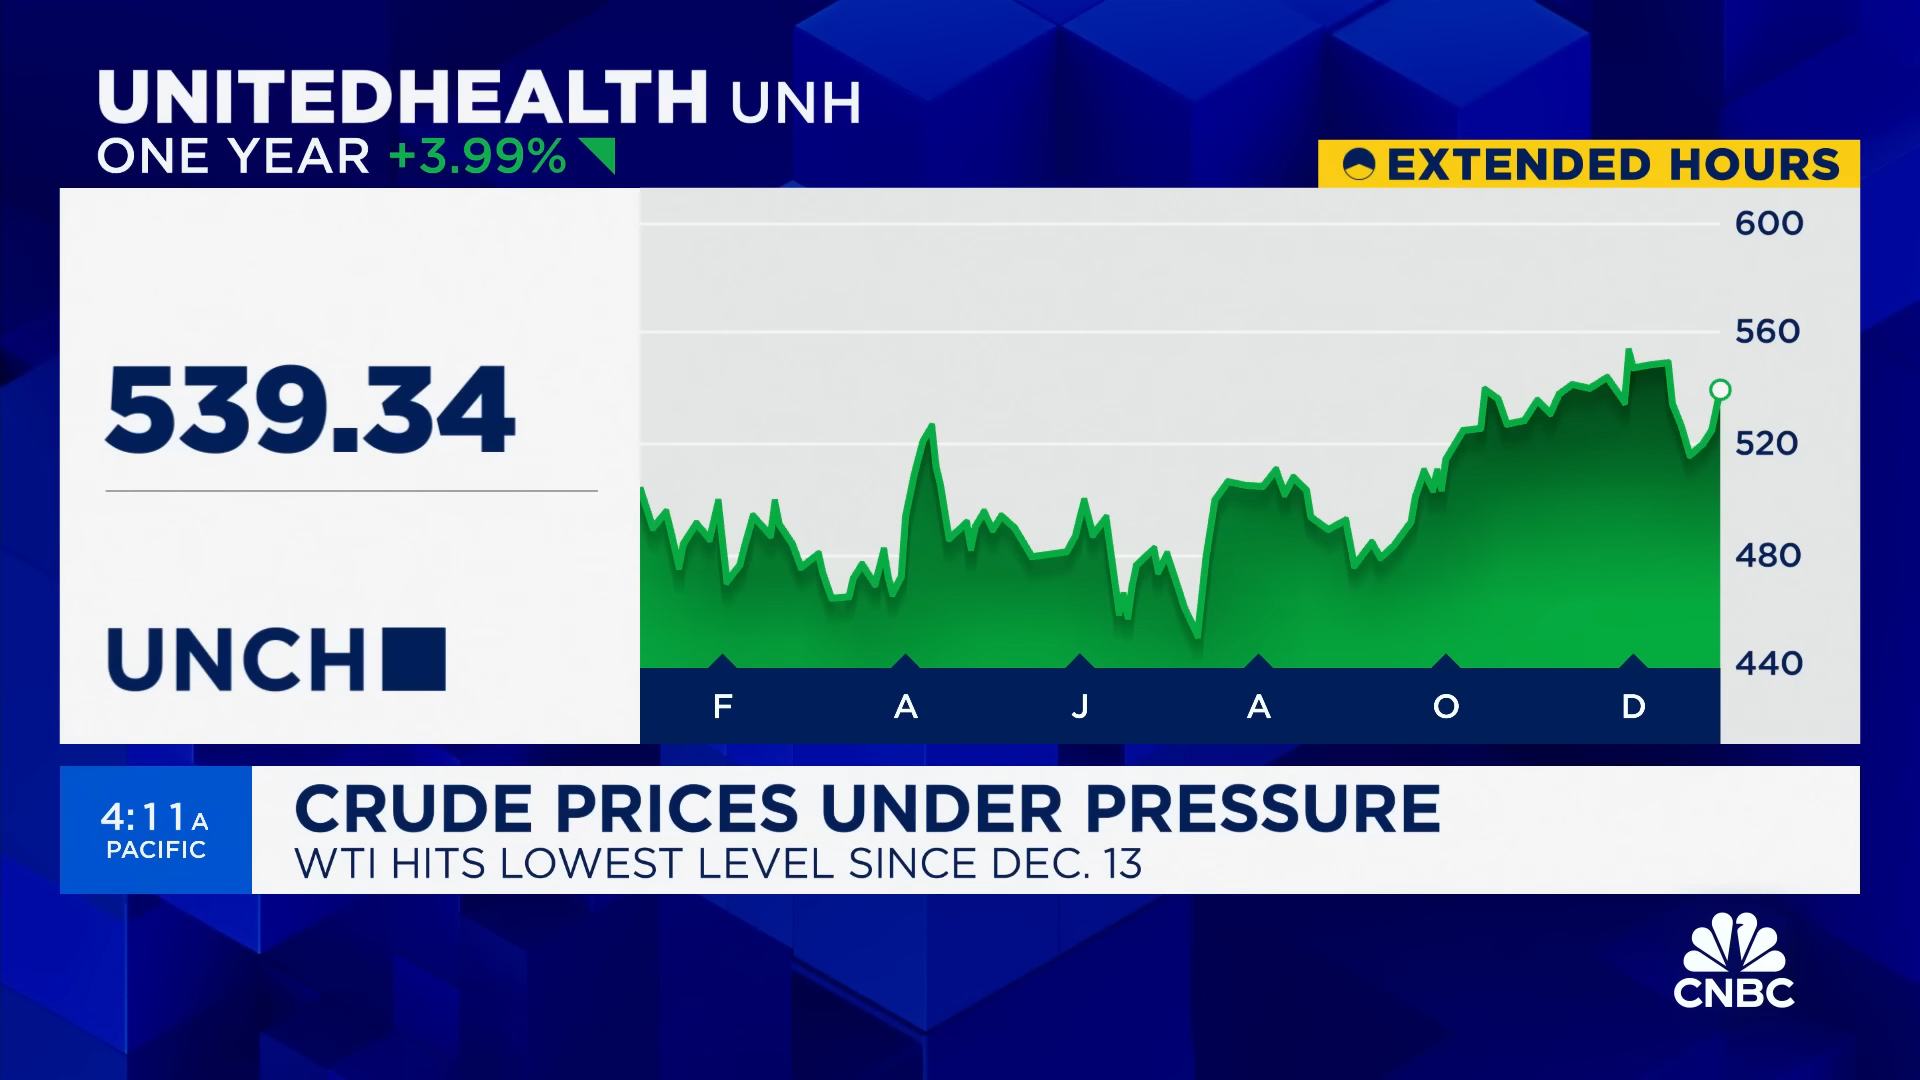 UNITEDHEALTH UNH
ONE YEAR +3.99%
EXTENDED HOURS
539.34
UNCH
600
560
520
480
440
F A J A O D
4:11A
PACIFIC
CRUDE PRICES UNDER PRESSURE
WTI HITS LOWEST LEVEL SINCE DEC. 13
CNBC